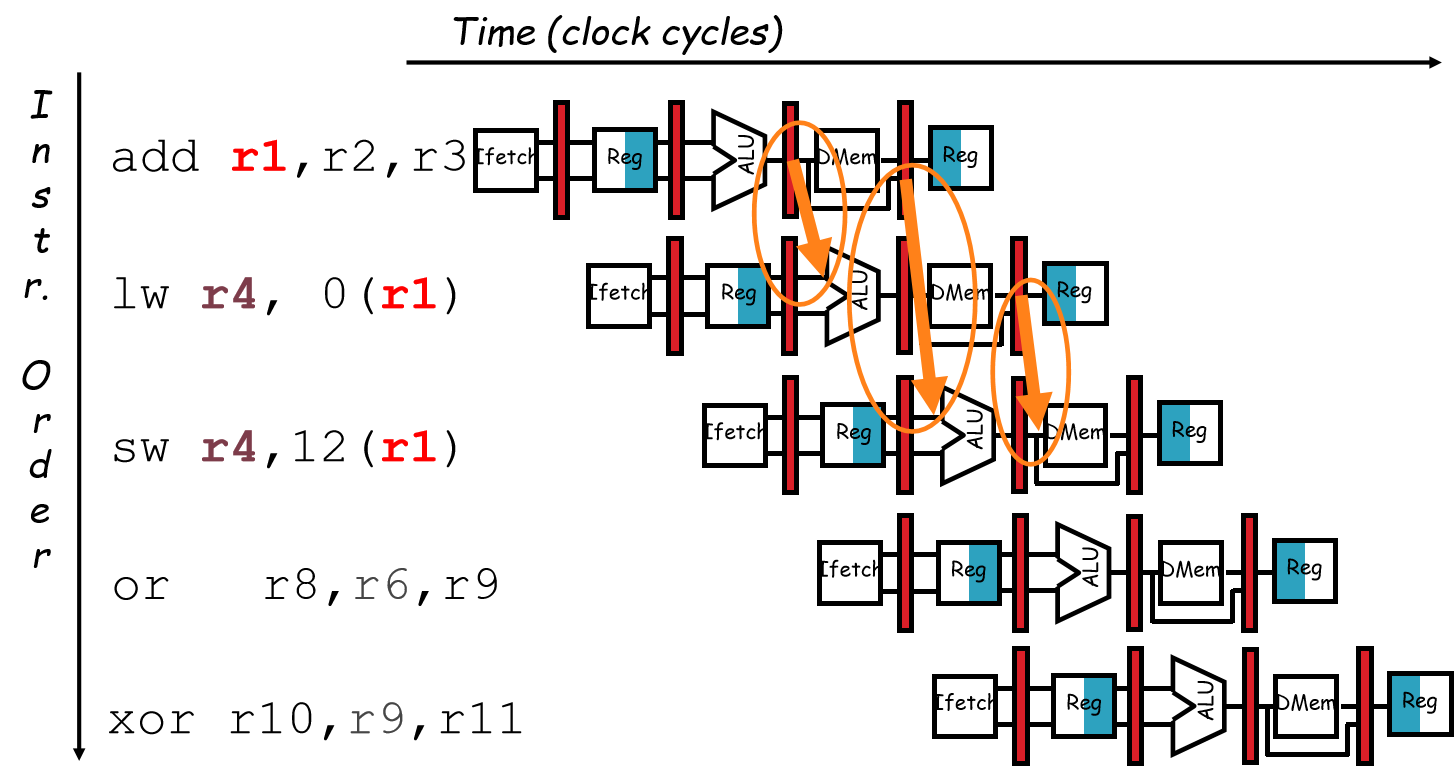 Time (clock cycles)
Instr. Order
add r1,r2,r3 Ifetch Reg ALU DMem Reg
lw r4, 0(r1) Ifetch Reg ALU DMem Reg
sw r4,12(r1) Ifetch Reg ALU DMem Reg
or r8,r6,r9 Ifetch Reg ALU DMem Reg
xor r10,r9,r11 Ifetch Reg ALU DMem Reg